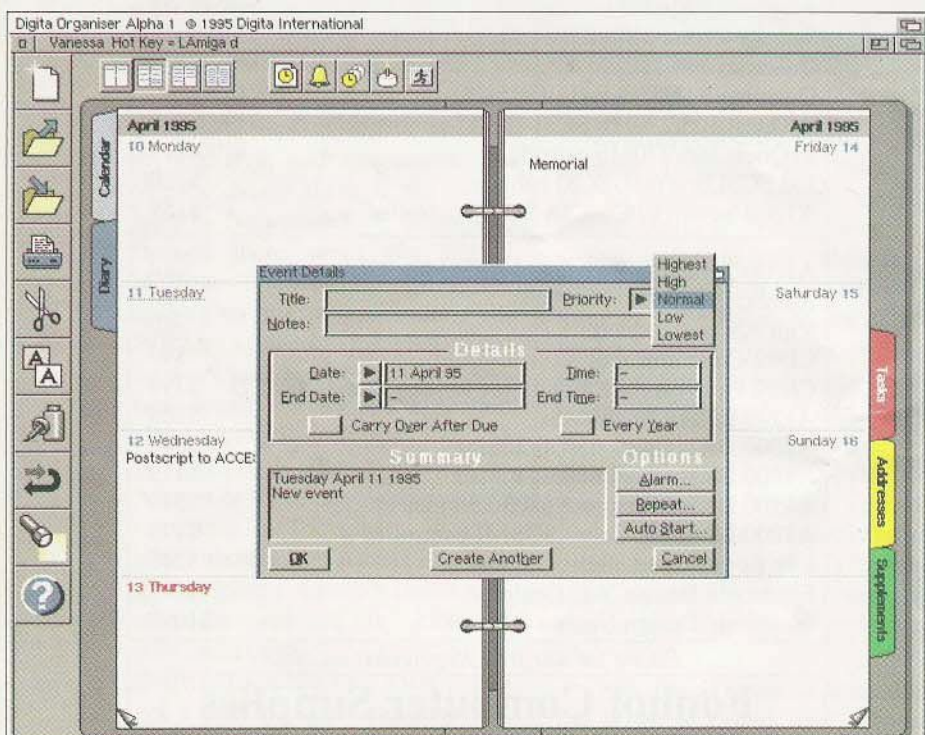 Digita Organiser Alpha 1 © 1995 Digita International
Vanessa Hot Key = LAmiga d
Calendar
Diary
April 1995
10 Monday
11 Tuesday
12 Wednesday
Postscript to ACCE
13 Thursday
April 1995
Friday 14
Memorial
Saturday 15
Sunday 16
Tasks
Addresses
Supplements
Event Details
Title:
Priority:
Highest
High
Normal
Low
Lowest
Notes:
Details
Date: 11 April 95
Time: -
End Date: -
End Time: -
Carry Over After Due
Every Year
Summary
Tuesday April 11 1995
New event
Options
Alarm...
Repeat...
Auto Start...
OK
Create Another
Cancel
A
A